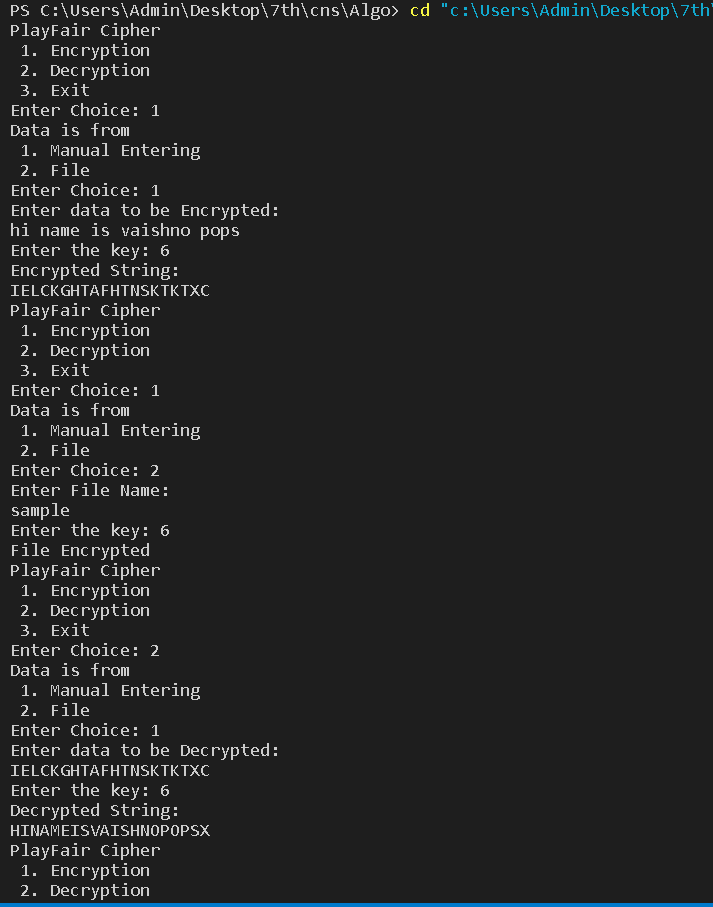 PS C:\Users\Admin\Desktop\7th\cns\Algo> cd "c:\Users\Admin\Desktop\7th\
PlayFair Cipher
 1. Encryption
 2. Decryption
 3. Exit
Enter Choice: 1
Data is from
 1. Manual Entering
 2. File
Enter Choice: 1
Enter data to be Encrypted:
hi name is vaishno pops
Enter the key: 6
Encrypted String:
IELCKGHTAFHTNSKTKTXC
PlayFair Cipher
 1. Encryption
 2. Decryption
 3. Exit
Enter Choice: 1
Data is from
 1. Manual Entering
 2. File
Enter Choice: 2
Enter File Name:
sample
Enter the key: 6
File Encrypted
PlayFair Cipher
 1. Encryption
 2. Decryption
 3. Exit
Enter Choice: 2
Data is from
 1. Manual Entering
 2. File
Enter Choice: 1
Enter data to be Decrypted:
IELCKGHTAFHTNSKTKTXC
Enter the key: 6
Decrypted String:
HINAMEISVAISHNOPOPSX
PlayFair Cipher
 1. Encryption
 2. Decryption